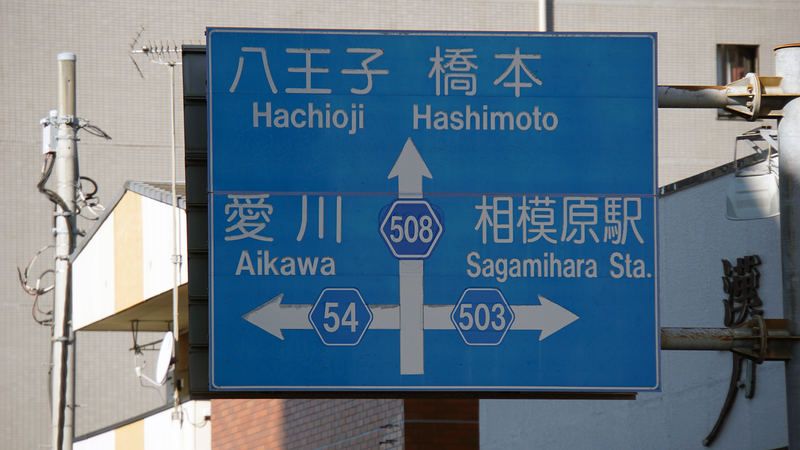 八王子 橋本
Hachioji Hashimoto
508
愛川 相模原駅
Aikawa Sagamihara Sta.
54 503